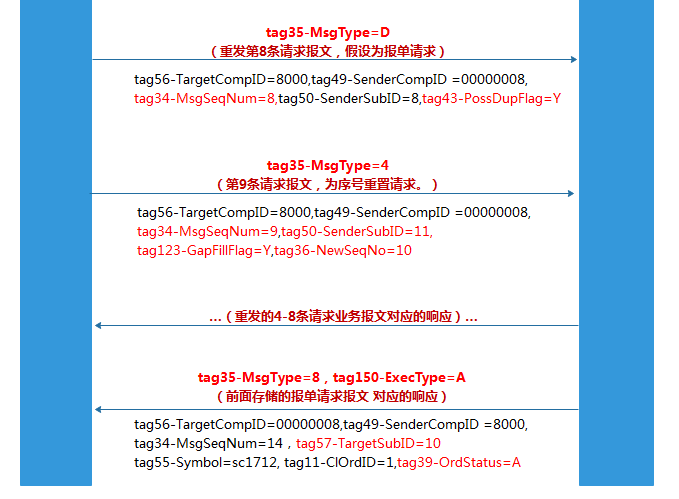 tag35-MsgType=D
（重发第8条请求报文，假设为报单请求）
tag56-TargetCompID=8000,tag49-SenderCompID =00000008,
tag34-MsgSeqNum=8,tag50-SenderSubID=8,tag43-PossDupFlag=Y
tag35-MsgType=4
（第9条请求报文，为序号重置请求。）
tag56-TargetCompID=8000,tag49-SenderCompID =00000008,
tag34-MsgSeqNum=9,tag50-SenderSubID=11,
tag123-GapFillFlag=Y,tag36-NewSeqNo=10
...（重发的4-8条请求业务报文对应的响应）...
tag35-MsgType=8，tag150-ExecType=A
（前面存储的报单请求报文 对应的响应）
tag56-TargetCompID=00000008,tag49-SenderCompID =8000,
tag34-MsgSeqNum=14，tag57-TargetSubID=10
tag55-Symbol=sc1712, tag11-ClOrdID=1,tag39-OrdStatus=A